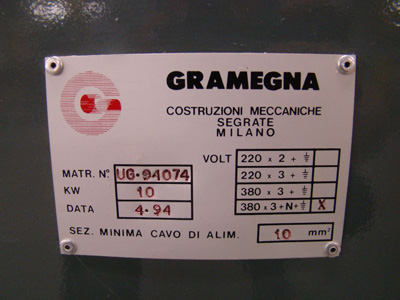 GRAMEGNA
COSTRUZIONI MECCANICHE
SEGRATE
MILANO
VOLT
220 x 2 + ⏚
MATR. N° UG-94074 220 x 3 + ⏚
KW 10 380 x 3 + ⏚
DATA 4-94 380 x 3+N+⏚ X
SEZ. MINIMA CAVO DI ALIM. 10 mm²